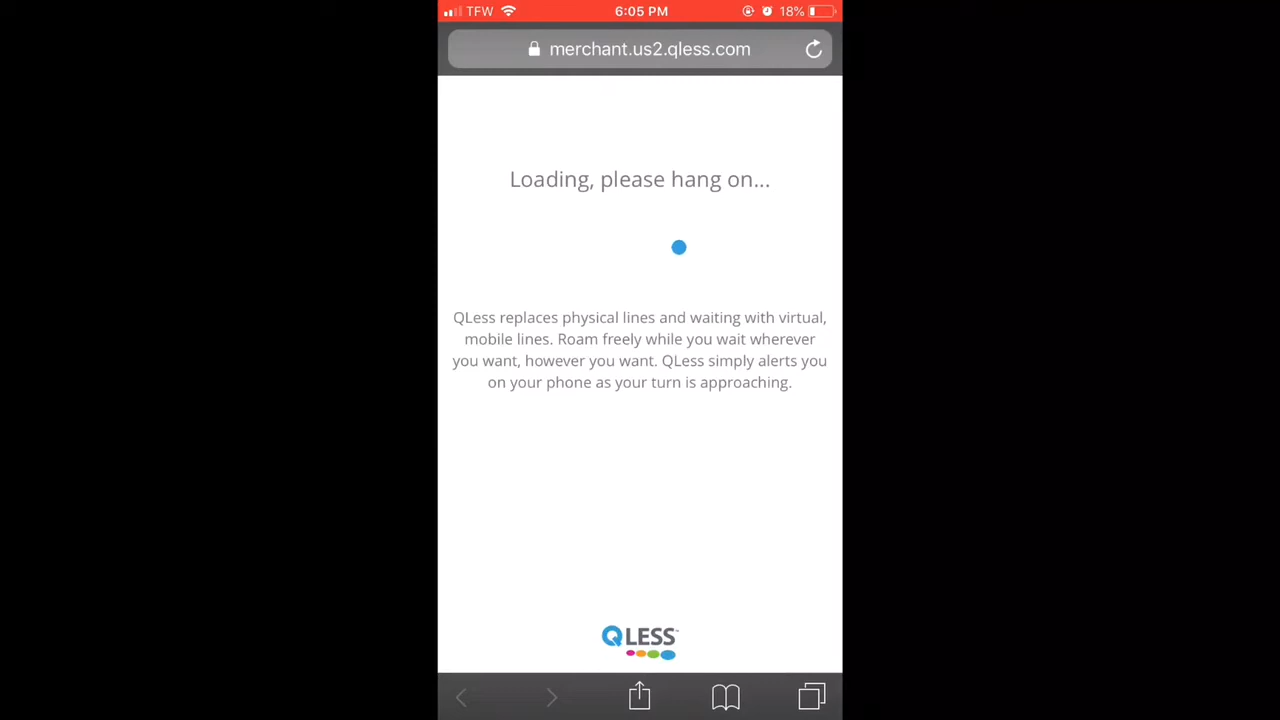 TFW 6:05 PM 18%
merchant.us2.qless.com
Loading, please hang on...
QLess replaces physical lines and waiting with virtual,
mobile lines. Roam freely while you wait wherever
you want, however you want. QLess simply alerts you
on your phone as your turn is approaching.
QLESS™